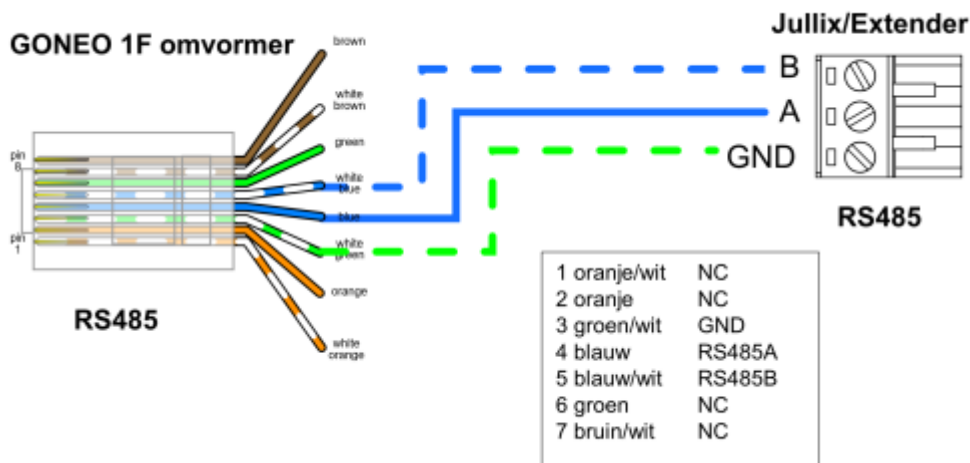 GONEO 1F omvormer
Jullix/Extender
brown
white
brown
green
white
blue
blue
white
green
orange
white
orange
pin
8
pin
1
RS485
B
A
GND
RS485
1 oranje/wit NC
2 oranje NC
3 groen/wit GND
4 blauw RS485A
5 blauw/wit RS485B
6 groen NC
7 bruin/wit NC